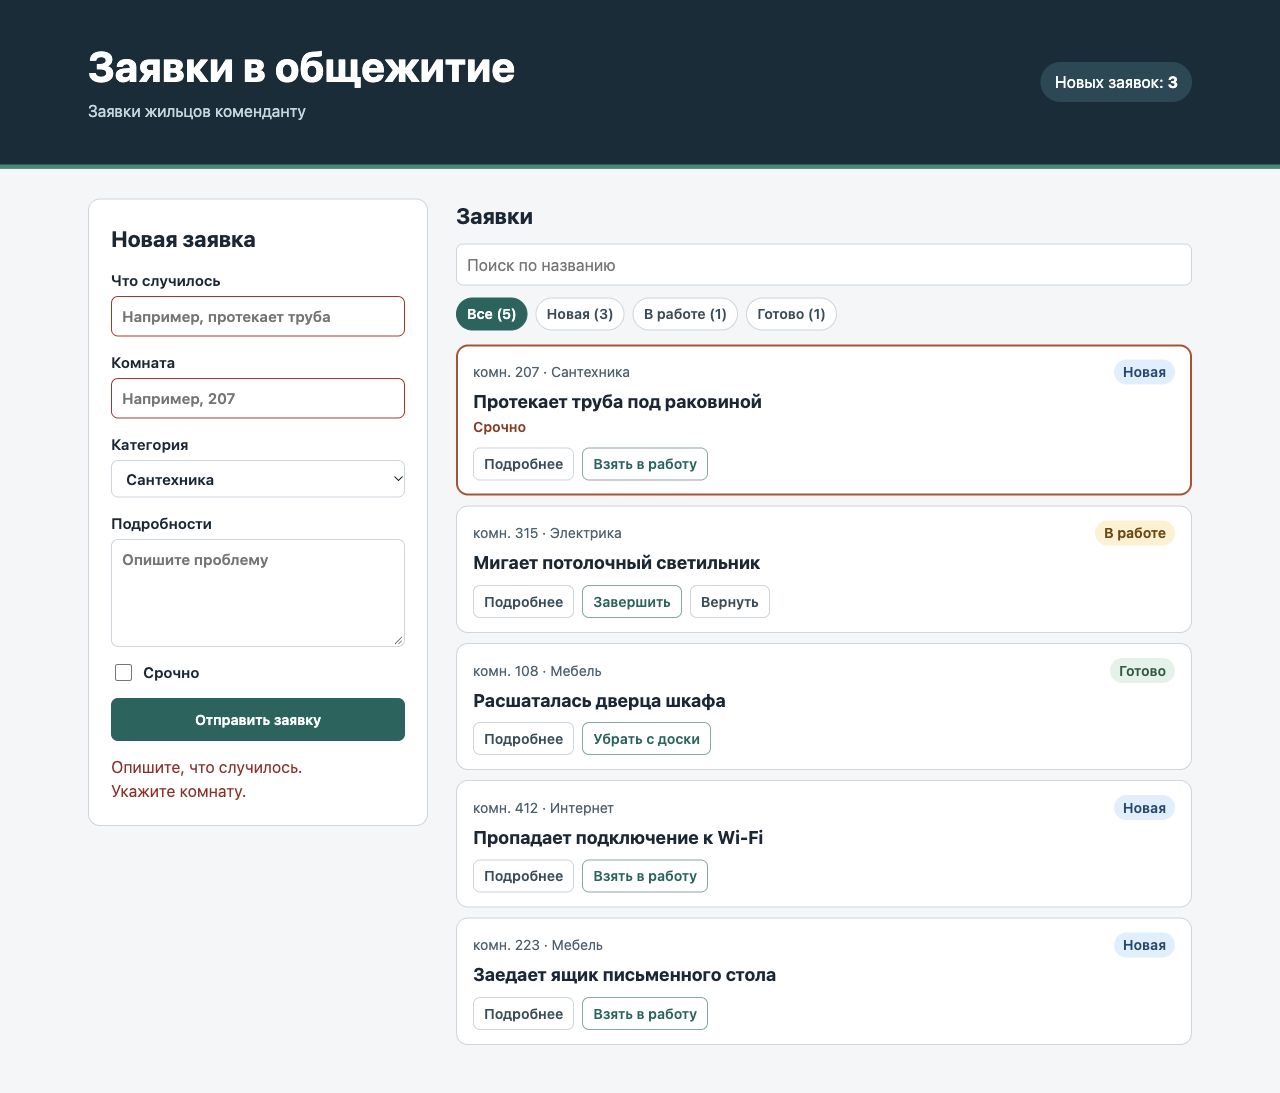 Заявки в общежитие
Заявки жильцов коменданту
Новых заявок: 3
Новая заявка
Что случилось
Например, протекает труба
Комната
Например, 207
Категория
Сантехника
Подробности
Опишите проблему
Срочно
Отправить заявку
Опишите, что случилось.
Укажите комнату.
Заявки
Поиск по названию
Все (5) Новая (3) В работе (1) Готово (1)
комн. 207 · Сантехника Новая
Протекает труба под раковиной
Срочно
Подробнее Взять в работу
комн. 315 · Электрика В работе
Мигает потолочный светильник
Подробнее Завершить Вернуть
комн. 108 · Мебель Готово
Расшаталась дверца шкафа
Подробнее Убрать с доски
комн. 412 · Интернет Новая
Пропадает подключение к Wi-Fi
Подробнее Взять в работу
комн. 223 · Мебель Новая
Заедает ящик письменного стола
Подробнее Взять в работу